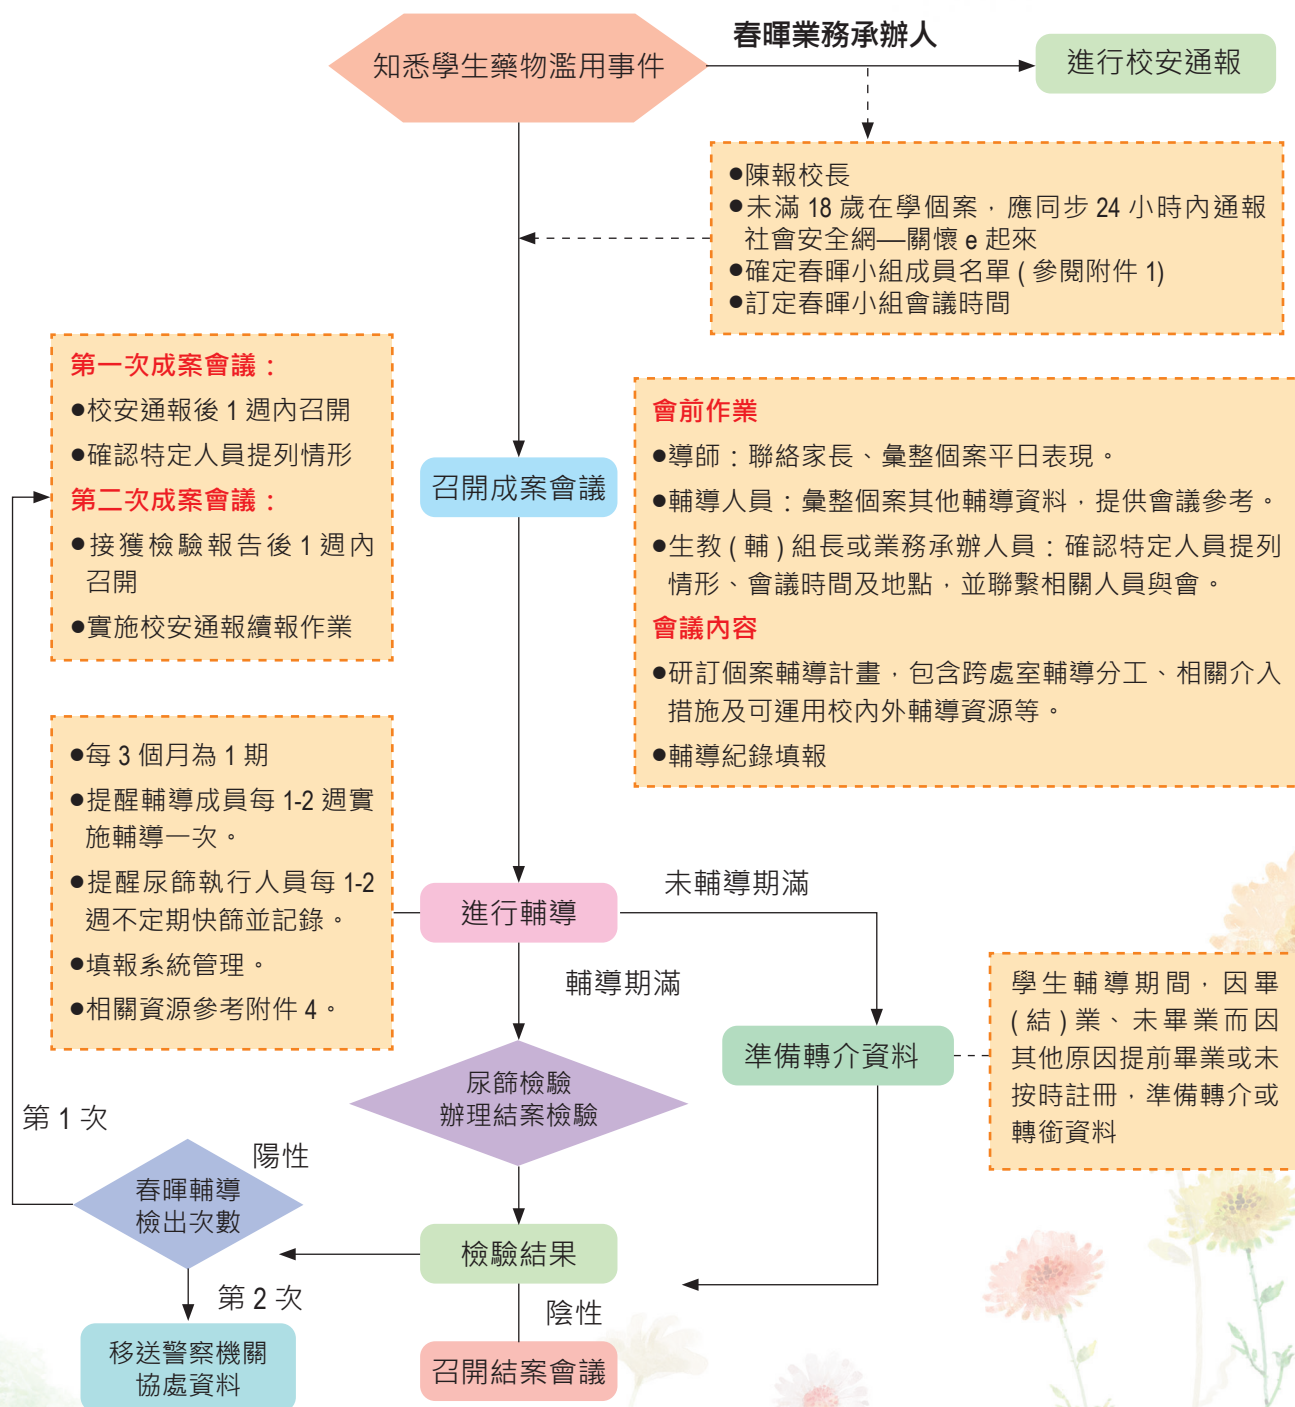 春暉業務承辦人
知悉學生藥物濫用事件
進行校安通報
●陳報校長
●未滿 18 歲在學個案，應同步 24 小時內通報
社會安全網—關懷 e 起來
●確定春暉小組成員名單 ( 參閱附件 1)
●訂定春暉小組會議時間
第一次成案會議：
●校安通報後 1 週內召開
●確認特定人員提列情形
第二次成案會議：
●接獲檢驗報告後 1 週內
召開
●實施校安通報續報作業
召開成案會議
會前作業
●導師：聯絡家長、彙整個案平日表現。
●輔導人員：彙整個案其他輔導資料，提供會議參考。
●生教 ( 輔 ) 組長或業務承辦人員：確認特定人員提列
情形、會議時間及地點，並聯繫相關人員與會。
會議內容
●研訂個案輔導計畫，包含跨處室輔導分工、相關介入
措施及可運用校內外輔導資源等。
●輔導紀錄填報
●每 3 個月為 1 期
●提醒輔導成員每 1-2 週實
施輔導一次。
●提醒尿篩執行人員每 1-2
週不定期快篩並記錄。
●填報系統管理。
●相關資源參考附件 4。
進行輔導
未輔導期滿
輔導期滿
準備轉介資料
學生輔導期間，因畢
( 結 ) 業、未畢業而因
其他原因提前畢業或未
按時註冊，準備轉介或
轉銜資料
尿篩檢驗
辦理結案檢驗
第 1 次
陽性
春暉輔導
檢出次數
檢驗結果
第 2 次
陰性
移送警察機關
協處資料
召開結案會議